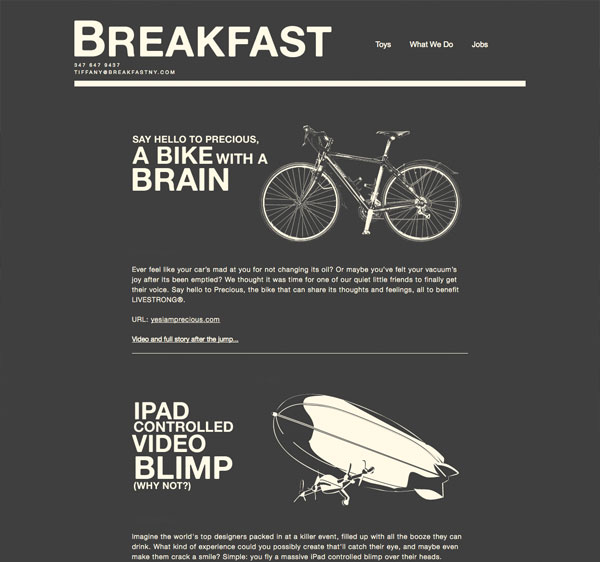 BREAKFAST
Toys What We Do Jobs
347 647 9457
TIFFANY@BREAKFASTNY.COM
SAY HELLO TO PRECIOUS,
A BIKE WITH A
BRAIN
Ever feel like your car's mad at you for not changing its oil? Or maybe you've felt your vacuum's
joy after its been emptied? We thought it was time for one of our quiet little friends to finally get
their voice. Say hello to Precious, the bike that can share its thoughts and feelings, all to benefit
LIVESTRONG®.
URL: yesiamprecious.com
Video and full story after the jump...
IPAD
CONTROLLED
VIDEO
BLIMP
(WHY NOT?)
Imagine the world's top designers packed in at a killer event, filled up with all the booze they can
drink. What kind of experience could you possibly create that'll catch their eye, and maybe even
make them crack a smile? Simple: you fly a massive iPad controlled blimp over their heads.